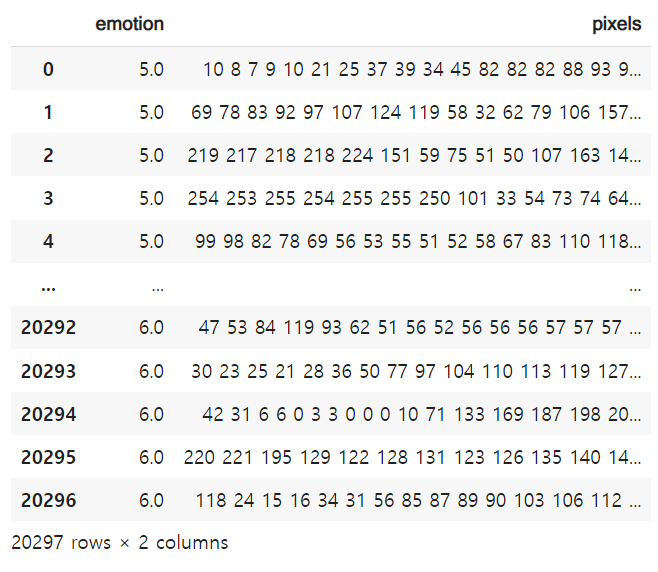 emotion pixels
0 5.0 10 8 7 9 10 21 25 37 39 34 45 82 82 82 88 93 9...
1 5.0 69 78 83 92 97 107 124 119 58 32 62 79 106 157...
2 5.0 219 217 218 218 224 151 59 75 51 50 107 163 14...
3 5.0 254 253 255 254 255 255 250 101 33 54 73 74 64...
4 5.0 99 98 82 78 69 56 53 55 51 52 58 67 83 110 118...
... ... ...
20292 6.0 47 53 84 119 93 62 51 56 52 56 56 56 57 57 57 ...
20293 6.0 30 23 25 21 28 36 50 77 97 104 110 113 119 127...
20294 6.0 42 31 6 6 0 3 3 0 0 0 10 71 133 169 187 198 20...
20295 6.0 220 221 195 129 122 128 131 123 126 135 140 14...
20296 6.0 118 24 15 16 34 31 56 85 87 89 90 103 106 112 ...
20297 rows × 2 columns